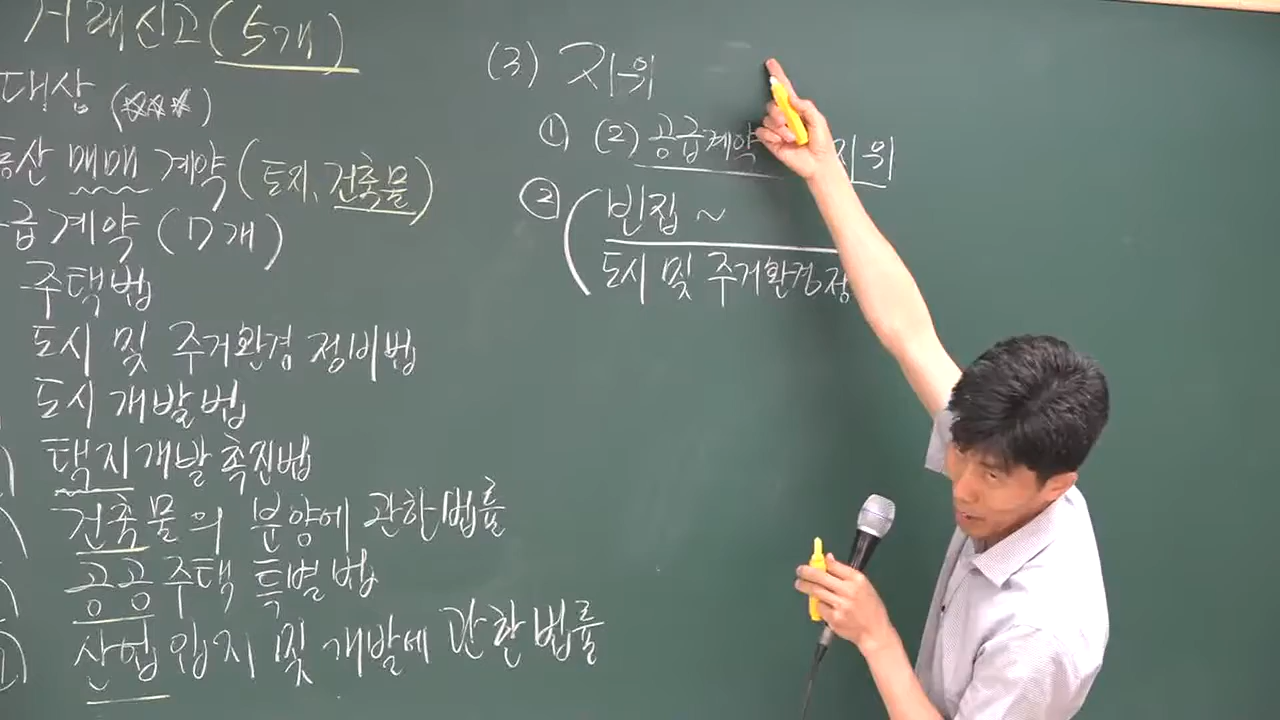 거래신고(5개)
대상 (☆☆☆)
동산 매매 계약(토지, 건축물)
급 계약 (7개)
주택법
도시 및 주거환경 정비법
도시 개발법
택지개발 촉진법
건축물의 분양에 관한 법률
공공주택 특별법
산업입지 및 개발에 관한 법률
(3) 지위
① (2) 공급계약 지위
② (빈집 ~
도시 및 주거환경정